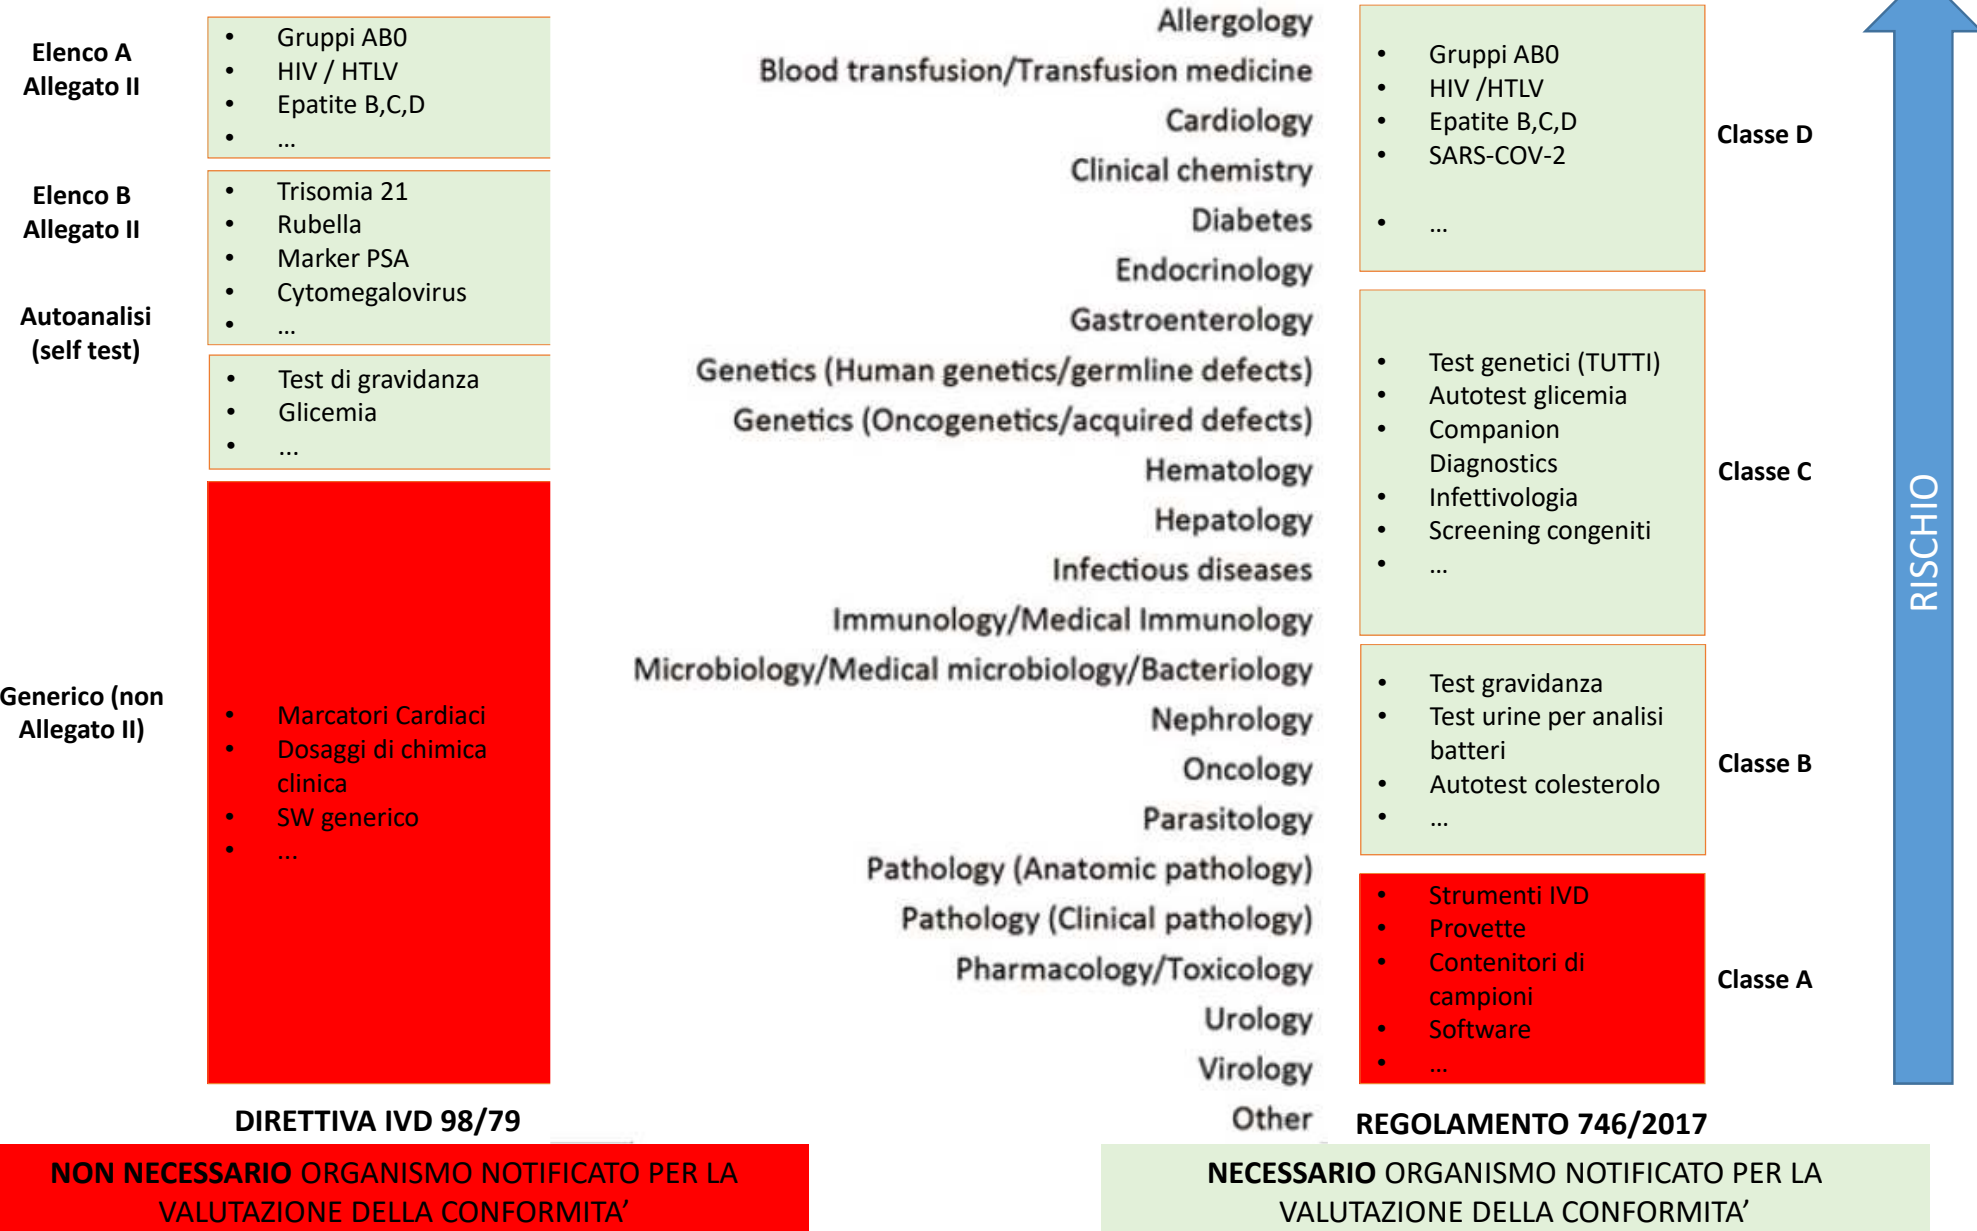 Elenco A
Allegato II
• Gruppi AB0
• HIV / HTLV
• Epatite B,C,D
• ...
Elenco B
Allegato II
• Trisomia 21
• Rubella
• Marker PSA
• Cytomegalovirus
• ...
Autoanalisi
(self test)
• Test di gravidanza
• Glicemia
• ...
Generico (non
Allegato II)
• Marcatori Cardiaci
• Dosaggi di chimica
clinica
• SW generico
• ...
DIRETTIVA IVD 98/79
Allergology
Blood transfusion/Transfusion medicine
Cardiology
Clinical chemistry
Diabetes
Endocrinology
Gastroenterology
Genetics (Human genetics/germline defects)
Genetics (Oncogenetics/acquired defects)
Hematology
Hepatology
Infectious diseases
Immunology/Medical Immunology
Microbiology/Medical microbiology/Bacteriology
Nephrology
Oncology
Parasitology
Pathology (Anatomic pathology)
Pathology (Clinical pathology)
Pharmacology/Toxicology
Urology
Virology
Other
• Gruppi AB0
• HIV /HTLV
• Epatite B,C,D
• SARS-COV-2
• ...
Classe D
• Test genetici (TUTTI)
• Autotest glicemia
• Companion
Diagnostics
• Infettivologia
• Screening congeniti
• ...
Classe C
• Test gravidanza
• Test urine per analisi
batteri
• Autotest colesterolo
• ...
Classe B
• Strumenti IVD
• Provette
• Contenitori di
campioni
• Software
• ...
Classe A
REGOLAMENTO 746/2017
RISCHIO
NON NECESSARIO ORGANISMO NOTIFICATO PER LA
VALUTAZIONE DELLA CONFORMITA’
NECESSARIO ORGANISMO NOTIFICATO PER LA
VALUTAZIONE DELLA CONFORMITA’